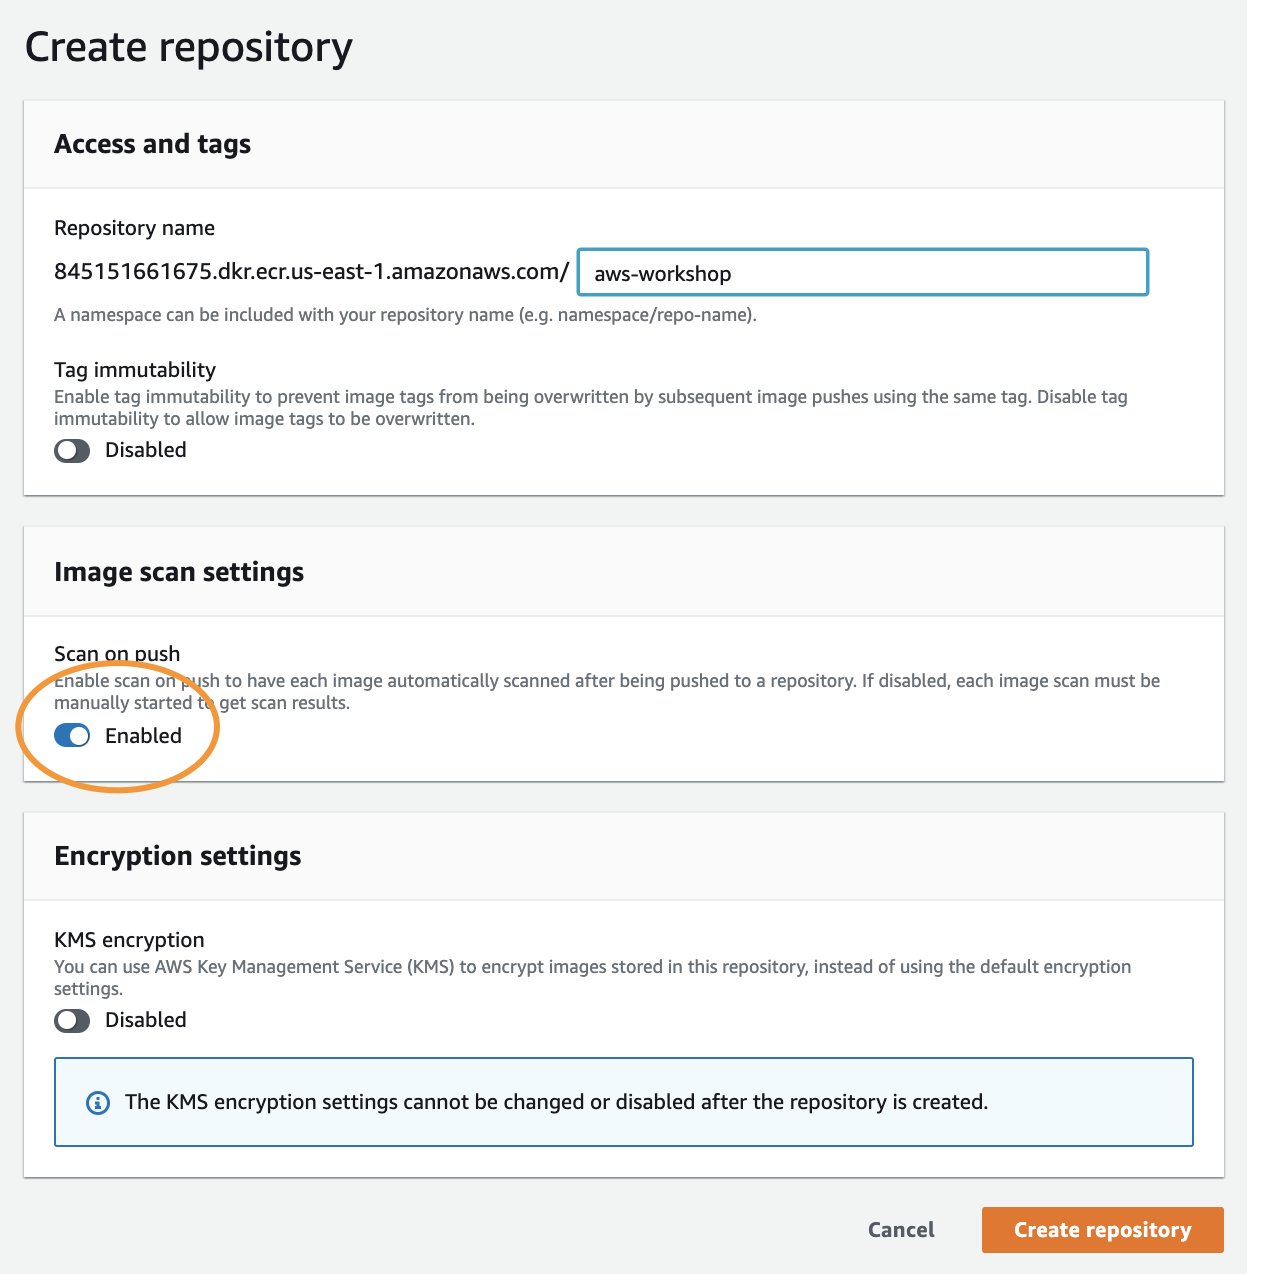 Create repository
Access and tags
Repository name
845151661675.dkr.ecr.us-east-1.amazonaws.com/ aws-workshop
A namespace can be included with your repository name (e.g. namespace/repo-name).
Tag immutability
Enable tag immutability to prevent image tags from being overwritten by subsequent image pushes using the same tag. Disable tag
immutability to allow image tags to be overwritten.
Disabled
Image scan settings
Scan on push
Enable scan on push to have each image automatically scanned after being pushed to a repository. If disabled, each image scan must be
manually started to get scan results.
Enabled
Encryption settings
KMS encryption
You can use AWS Key Management Service (KMS) to encrypt images stored in this repository, instead of using the default encryption
settings.
Disabled
The KMS encryption settings cannot be changed or disabled after the repository is created.
Cancel Create repository